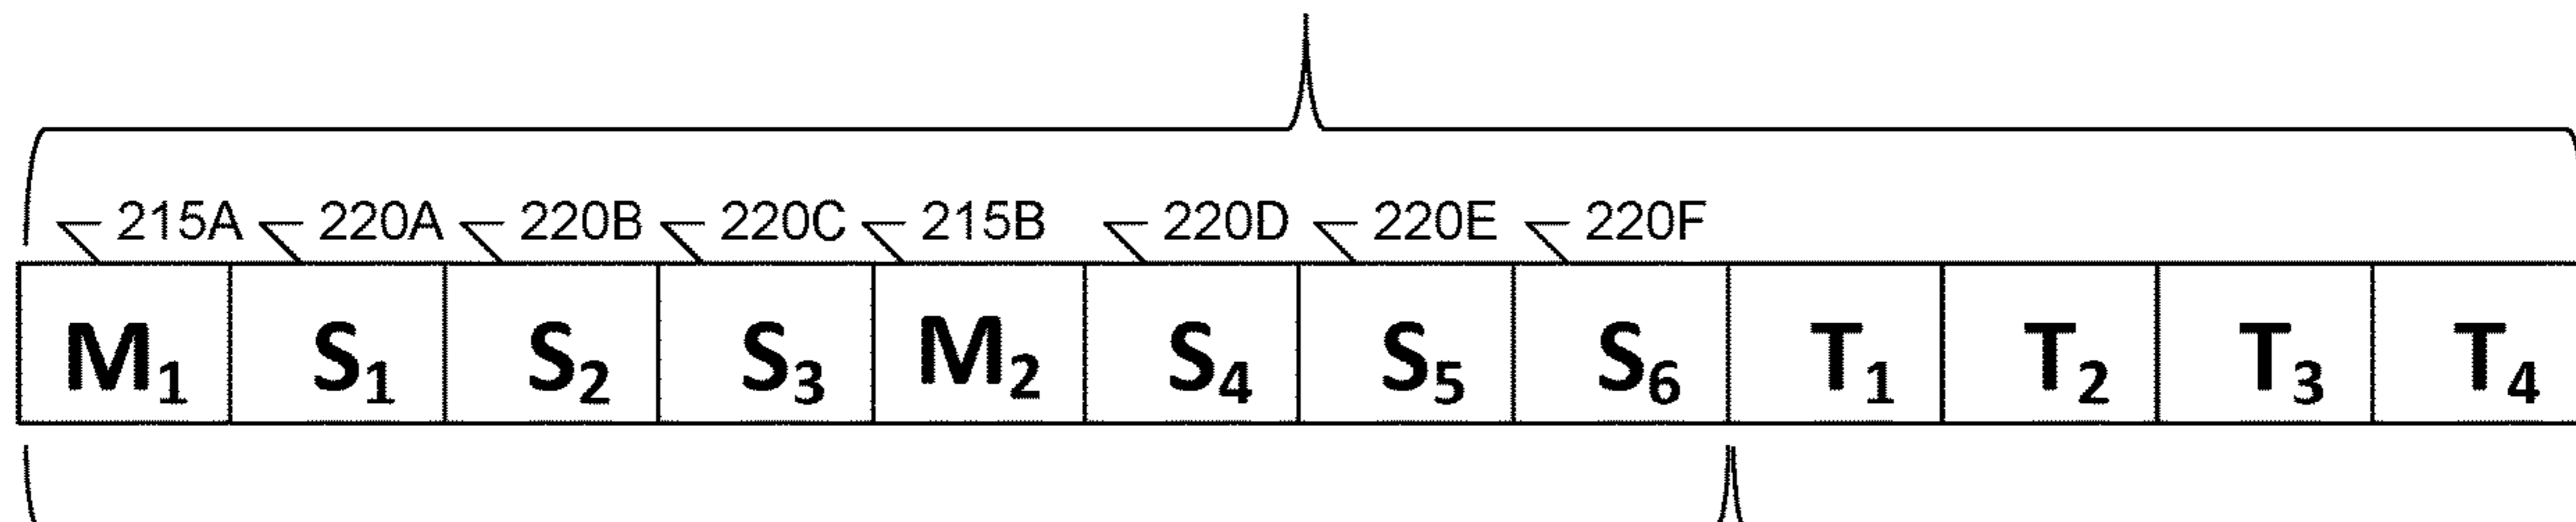 215A 220A 220B 220C 215B 220D 220E 220F
M₁ S₁ S₂ S₃ M₂ S₄ S₅ S₆ T₁ T₂ T₃ T₄